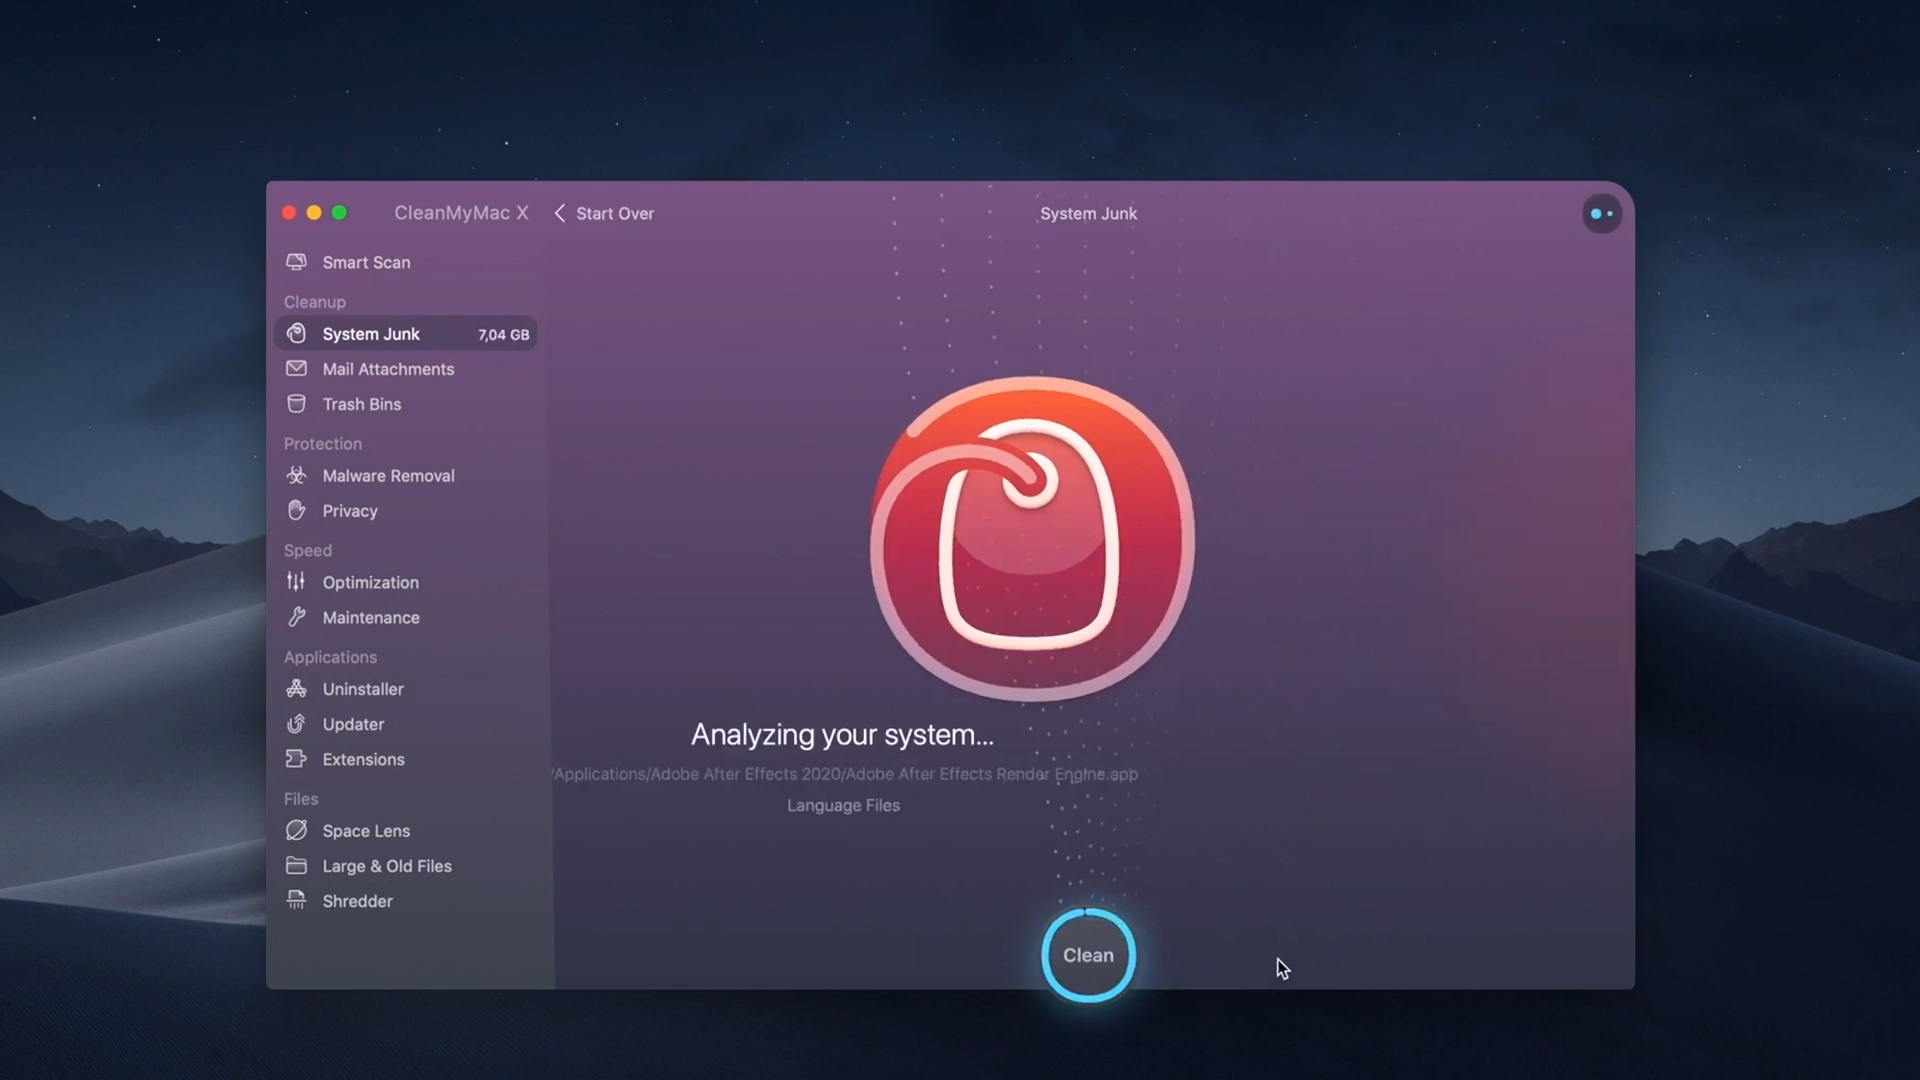 CleanMyMac X
Start Over
System Junk
Smart Scan
Cleanup
System Junk 7,04 GB
Mail Attachments
Trash Bins
Protection
Malware Removal
Privacy
Speed
Optimization
Maintenance
Applications
Uninstaller
Updater
Extensions
Files
Space Lens
Large & Old Files
Shredder
Analyzing your system...
/Applications/Adobe After Effects 2020/Adobe After Effects Render Engine.app
Language Files
Clean